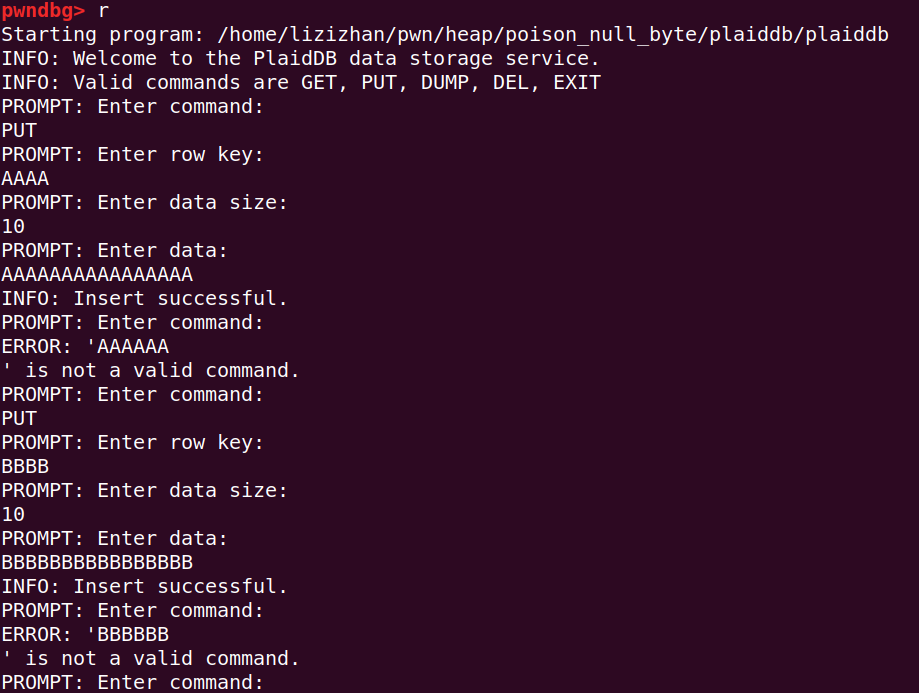 pwndbg> r
Starting program: /home/lizizhan/pwn/heap/poison_null_byte/plaiddb/plaiddb
INFO: Welcome to the PlaidDB data storage service.
INFO: Valid commands are GET, PUT, DUMP, DEL, EXIT
PROMPT: Enter command:
PUT
PROMPT: Enter row key:
AAAA
PROMPT: Enter data size:
10
PROMPT: Enter data:
AAAAAAAAAAAAAAAA
INFO: Insert successful.
PROMPT: Enter command:
ERROR: 'AAAAAA
' is not a valid command.
PROMPT: Enter command:
PUT
PROMPT: Enter row key:
BBBB
PROMPT: Enter data size:
10
PROMPT: Enter data:
BBBBBBBBBBBBBBBB
INFO: Insert successful.
PROMPT: Enter command:
ERROR: 'BBBBBB
' is not a valid command.
PROMPT: Enter command: